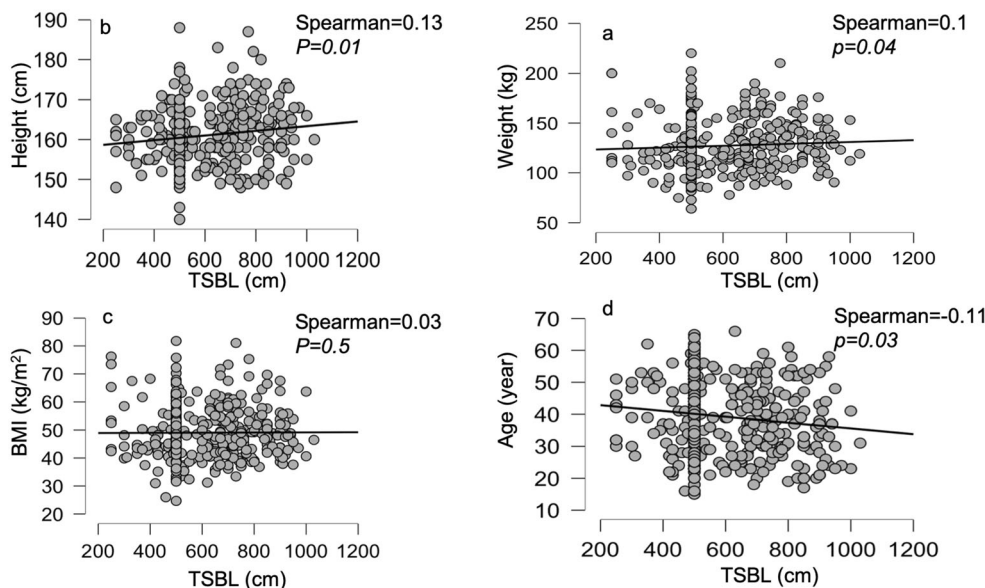 b
Spearman=0.13
P=0.01
Height (cm)
190
180
170
160
150
140
200 400 600 800 1000 1200
TSBL (cm)
a
Spearman=0.1
p=0.04
Weight (kg)
250
200
150
100
50
200 400 600 800 1000 1200
TSBL (cm)
c
Spearman=0.03
P=0.5
BMI (kg/m²)
90
80
70
60
50
40
30
20
200 400 600 800 1000 1200
TSBL (cm)
d
Spearman=-0.11
p=0.03
Age (year)
70
60
50
40
30
20
10
200 400 600 800 1000 1200
TSBL (cm)